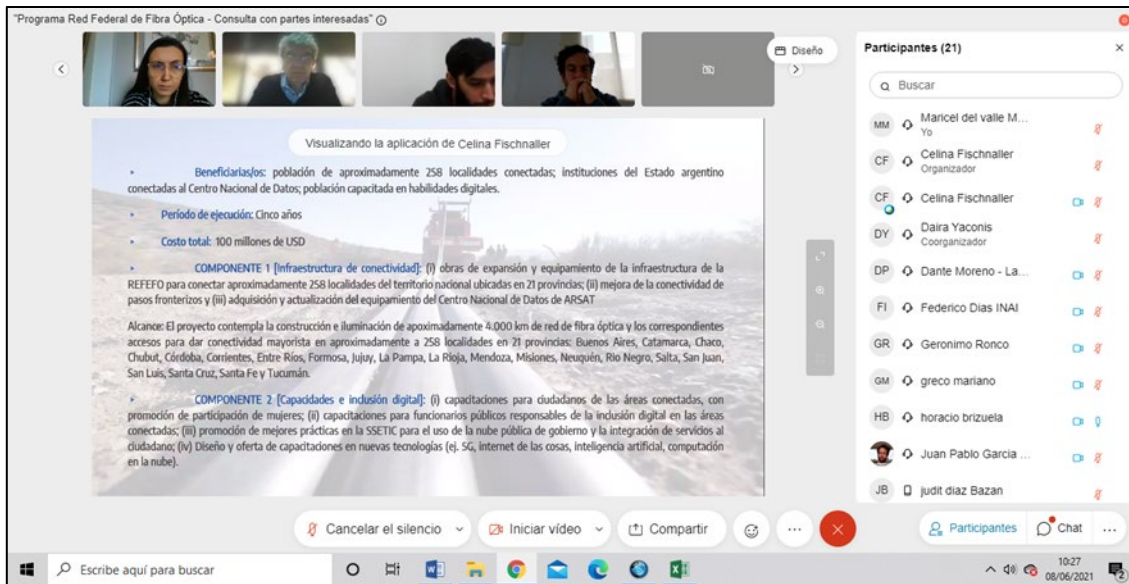 "Programa Red Federal de Fibra Óptica - Consulta con partes interesadas"
Diseño
Visualizando la aplicación de Celina Fischnaller
Beneficiarias/os: población de aproximadamente 258 localidades conectadas; instituciones del Estado argentino
conectadas al Centro Nacional de Datos; población capacitada en habilidades digitales.
Período de ejecución: Cinco años
Costo total: 100 millones de USD
COMPONENTE 1 [Infraestructura de conectividad]: (i) obras de expansión y equipamiento de la infraestructura de la
REFEFO para conectar aproximadamente 258 localidades del territorio nacional ubicadas en 21 provincias; (ii) mejora de la conectividad de
pasos fronterizos y (iii) adquisición y actualización del equipamiento del Centro Nacional de Datos de ARSAT
Alcance: El proyecto contempla la construcción e iluminación de apoximadamente 4.000 km de red de fibra óptica y los correspondientes
accesos para dar conectividad mayorista en aproximadamente a 258 localidades en 21 provincias: Buenos Aires, Catamarca, Chaco,
Chubut, Córdoba, Corrientes, Entre Ríos, Formosa, Jujuy, La Pampa, La Rioja, Mendoza, Misiones, Neuquén, Rio Negro, Salta, San Juan,
San Luis, Santa Cruz, Santa Fe y Tucumán.
COMPONENTE 2 [Capacidades e inclusión digital]: (i) capacitaciones para ciudadanos de las áreas conectadas, con
promoción de participación de mujeres; (ii) capacitaciones para funcionarios públicos responsables de la inclusión digital en las áreas
conectadas; (iii) promoción de mejores prácticas en la SSETIC para el uso de la nube pública de gobierno y la integración de servicios al
ciudadano; (iv) Diseño y oferta de capacitaciones en nuevas tecnologías (ej. 5G, internet de las cosas, inteligencia artificial, computación
en la nube).
Participantes (21)
Buscar
MM Maricel del valle M...
Yo
CF Celina Fischnaller
Organizador
CF Celina Fischnaller
DY Daira Yaconis
Coorganizador
DP Dante Moreno - La...
FI Federico Dias INAI
GR Geronimo Ronco
GM greco mariano
HB horacio brizuela
Juan Pablo Garcia ...
JB judit diaz Bazan
Cancelar el silencio
Iniciar vídeo
Compartir
Participantes
Chat
Escribe aquí para buscar
10:27
08/06/2021
2